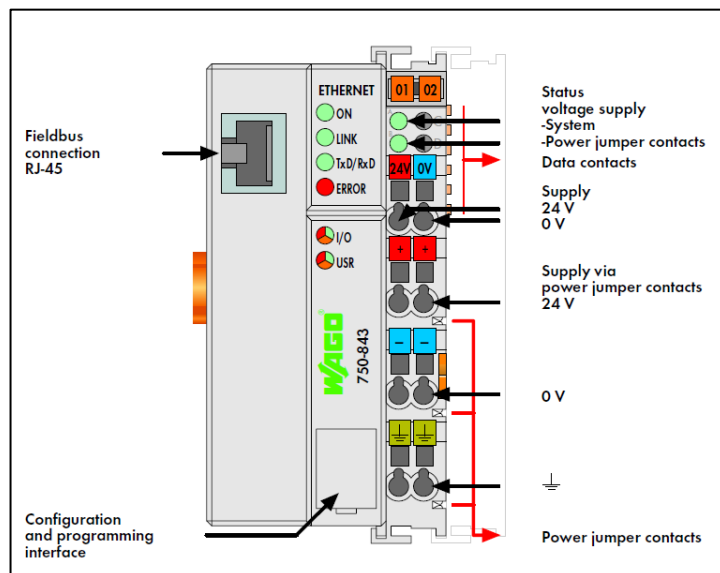 Fieldbus
connection
RJ-45
ETHERNET
ON
LINK
TxD/RxD
ERROR
I/O
USR
WAGO
750-843
01 02
A C
B D
24V 0V
+ +
− −
Status
voltage supply
-System
-Power jumper contacts
Data contacts
Supply
24 V
0 V
Supply via
power jumper contacts
24 V
0 V
Configuration
and programming
interface
Power jumper contacts